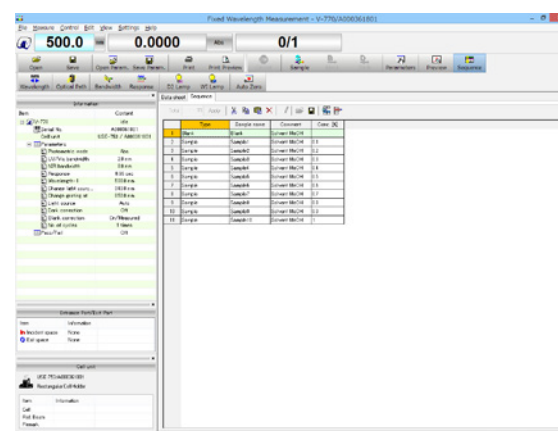 Fixed Wavelength Measurement - V-770/A000361801
File Measure Control Edit View Settings Help
500.0 nm 0.0000 Abs 0/1
Open Save Open Param. Save Param. Print Print Preview Sample Parameters Preview Sequence
Wavelength Optical Path Bandwidth Response D2 Lamp WI Lamp Auto Zero
Information
Data sheet Sequence
Item Content
V-770
Serial No.
Cell unit
Parameters
Photometric mode Abs
UV/Vis bandwidth 2.0 nm
NIR bandwidth
Response
Wavelength-1
Change light sourc...
Change grating at
Light source Auto
Dark correction
Blank correction On/Measured
No. of cycles
Pass/Fail Off
Type Sample name Comment Conc.
1 Blank Blank Solvent MeOH
2 Sample Sample1 Solvent MeOH 0.1
3 Sample Sample2 Solvent MeOH 0.2
4 Sample Sample3 Solvent MeOH 0.3
5 Sample Sample4 Solvent MeOH 0.4
6 Sample Sample5 Solvent MeOH 0.5
7 Sample Sample6 Solvent MeOH 0.6
8 Sample Sample7 Solvent MeOH 0.7
9 Sample Sample8 Solvent MeOH 0.8
10 Sample Sample9 Solvent MeOH 0.9
11 Sample Sample10 Solvent MeOH 1
Entrance Port/Exit Port
Item Information
Incident space None
Exit space None
Cell unit
Rectangular Cell Holder
Item Information
Cell
Ref. Beam